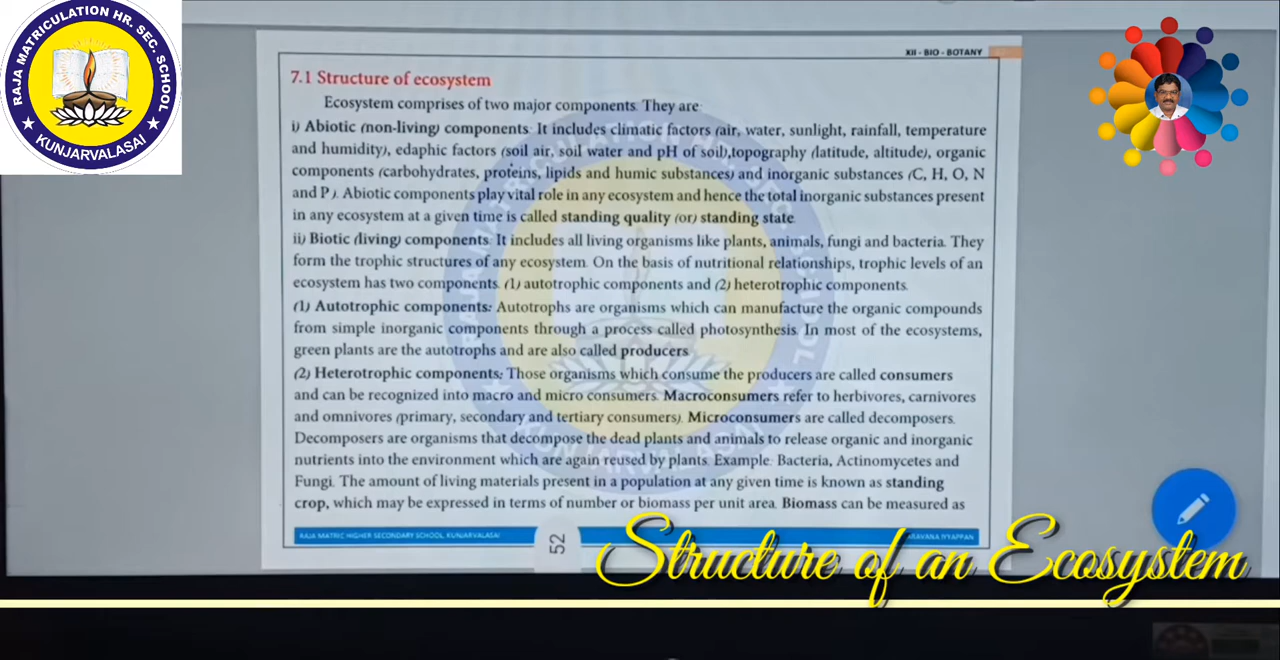 RAJA MATRICULATION HR. SEC. SCHOOL
KUNJARVALASAI
XII - BIO - BOTANY
7.1 Structure of ecosystem
Ecosystem comprises of two major components. They are:
i) Abiotic (non-living) components: It includes climatic factors (air, water, sunlight, rainfall, temperature
and humidity), edaphic factors (soil air, soil water and pH of soil),topography (latitude, altitude), organic
components (carbohydrates, proteins, lipids and humic substances) and inorganic substances (C, H, O, N
and P ). Abiotic components play vital role in any ecosystem and hence the total inorganic substances present
in any ecosystem at a given time is called standing quality (or) standing state.
ii) Biotic (living) components: It includes all living organisms like plants, animals, fungi and bacteria. They
form the trophic structures of any ecosystem. On the basis of nutritional relationships, trophic levels of an
ecosystem has two components. (1) autotrophic components and (2) heterotrophic components.
(1) Autotrophic components: Autotrophs are organisms which can manufacture the organic compounds
from simple inorganic components through a process called photosynthesis. In most of the ecosystems,
green plants are the autotrophs and are also called producers.
(2) Heterotrophic components: Those organisms which consume the producers are called consumers
and can be recognized into macro and micro consumers. Macroconsumers refer to herbivores, carnivores
and omnivores (primary, secondary and tertiary consumers). Microconsumers are called decomposers.
Decomposers are organisms that decompose the dead plants and animals to release organic and inorganic
nutrients into the environment which are again reused by plants. Example: Bacteria, Actinomycetes and
Fungi. The amount of living materials present in a population at any given time is known as standing
crop, which may be expressed in terms of number or biomass per unit area. Biomass can be measured as
RAJA MATRIC HIGHER SECONDARY SCHOOL, KUNJARVALASAI
52
IYYAPPAN
Structure of an Ecosystem